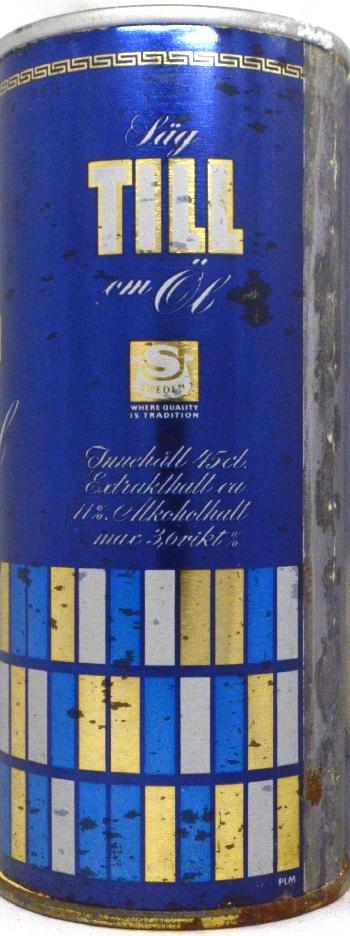 Säg
TILL
om Öl
S
SWEDEN
WHERE QUALITY
IS TRADITION
Innehåll 45 cl.
Extrakthalt ca
11%. Alkoholhalt
max 3,6 vikt %
PLM